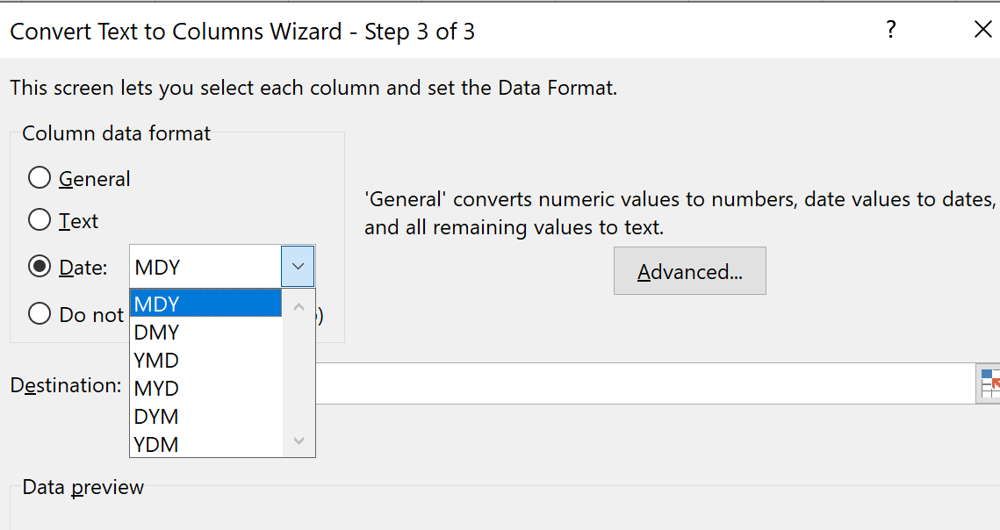 Convert Text to Columns Wizard - Step 3 of 3
?
This screen lets you select each column and set the Data Format.
Column data format
General
Text
Date:
MDY
Do not
)
'General' converts numeric values to numbers, date values to dates,
and all remaining values to text.
Advanced...
MDY
DMY
YMD
MYD
DYM
YDM
Destination:
Data preview